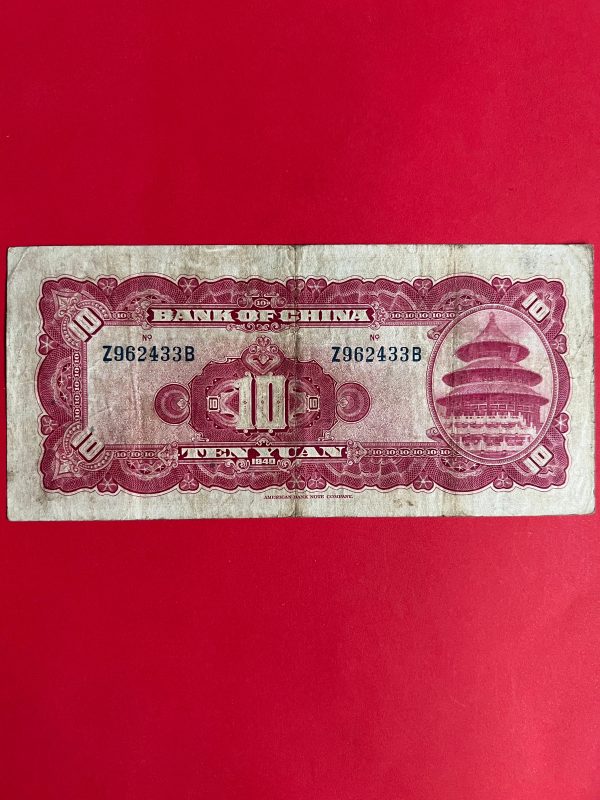 10 10 10
BANK OF CHINA
Nº Nº
Z962433B Z962433B
10 10 10
TEN YUAN
1940
10 10
AMERICAN BANK NOTE COMPANY.